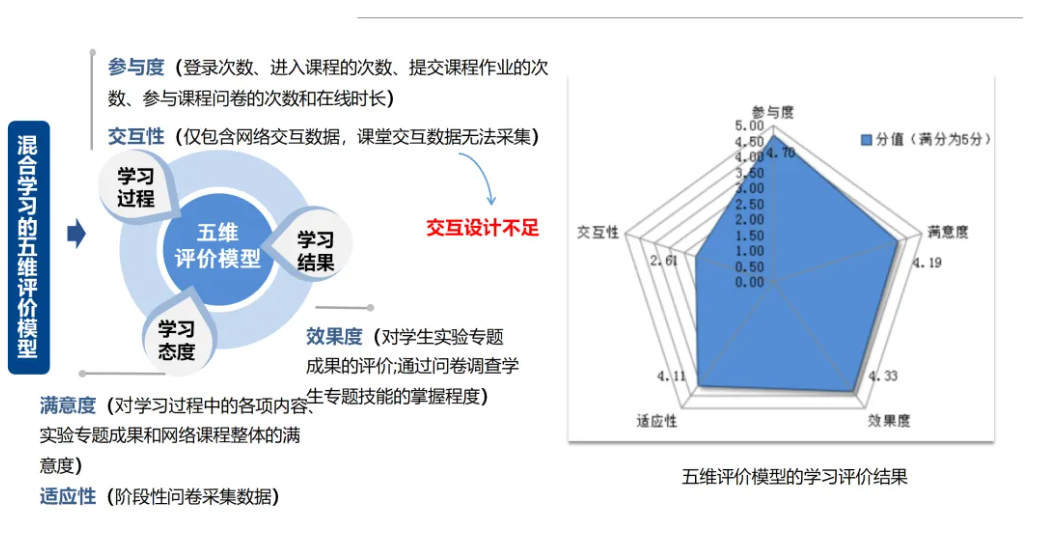 混合学习的五维评价模型
参与度（登录次数、进入课程的次数、提交课程作业的次
数、参与课程问卷的次数和在线时长）
交互性（仅包含网络交互数据，课堂交互数据无法采集）
学习
过程
五维
评价模型
学习
结果
学习
态度
交互设计不足
效果度（对学生实验专题
成果的评价;通过问卷调查学
生专题技能的掌握程度）
满意度（对学习过程中的各项内容、
实验专题成果和网络课程整体的满
意度）
适应性（阶段性问卷采集数据）
参与度
5.00
4.50
4.00
3.50
3.00
2.50
2.00
1.50
1.00
0.50
0.00
4.70
分值（满分为5分）
交互性
2.61
满意度
4.19
4.11
4.33
适应性
效果度
五维评价模型的学习评价结果